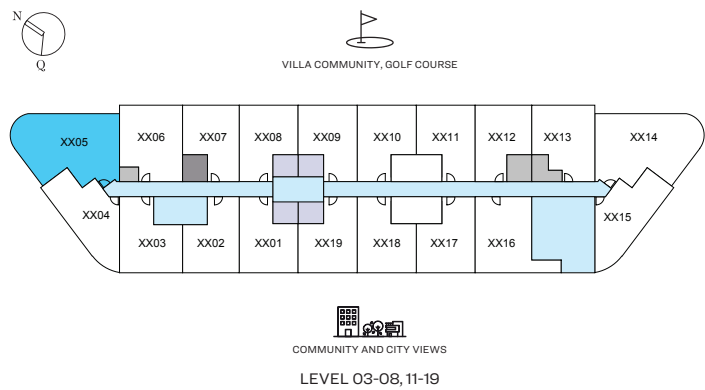 N
Q
VILLA COMMUNITY, GOLF COURSE
XX05
XX06
XX07
XX08
XX09
XX10
XX11
XX12
XX13
XX14
XX04
XX03
XX02
XX01
XX19
XX18
XX17
XX16
XX15
COMMUNITY AND CITY VIEWS
LEVEL 03-08, 11-19